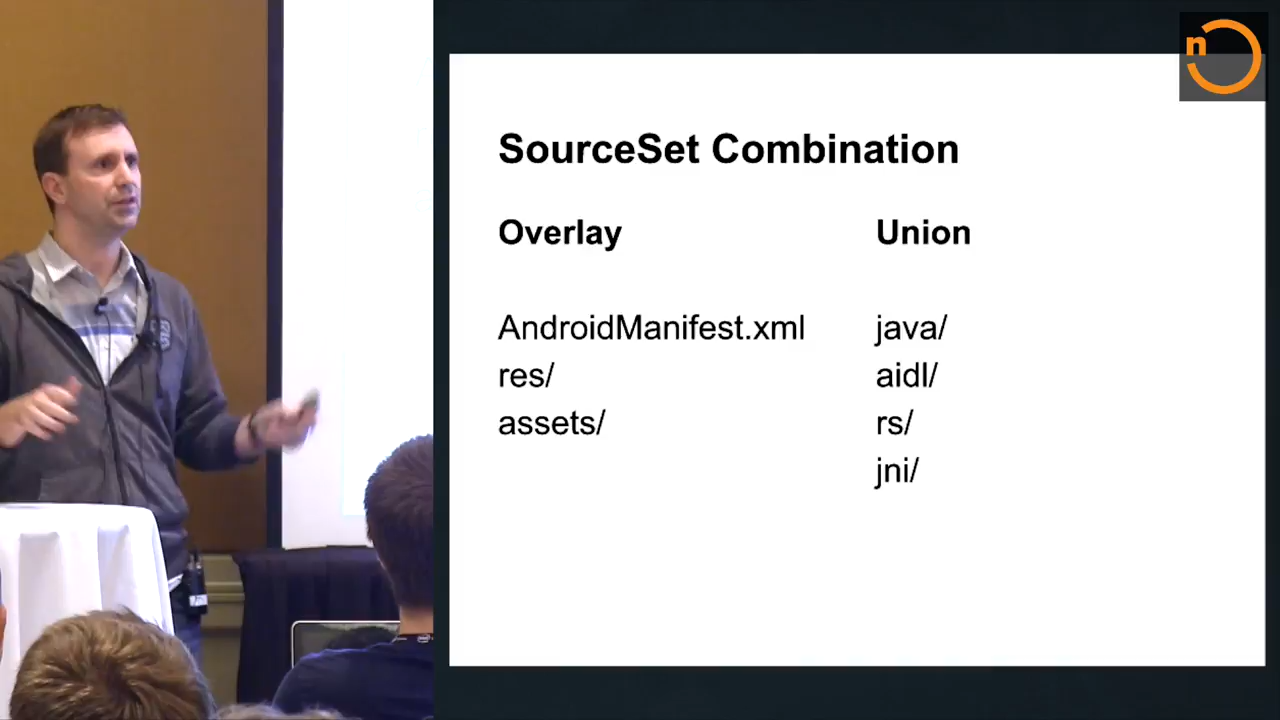 n
SourceSet Combination
Overlay
Union
AndroidManifest.xml
java/
res/
aidl/
assets/
rs/
jni/